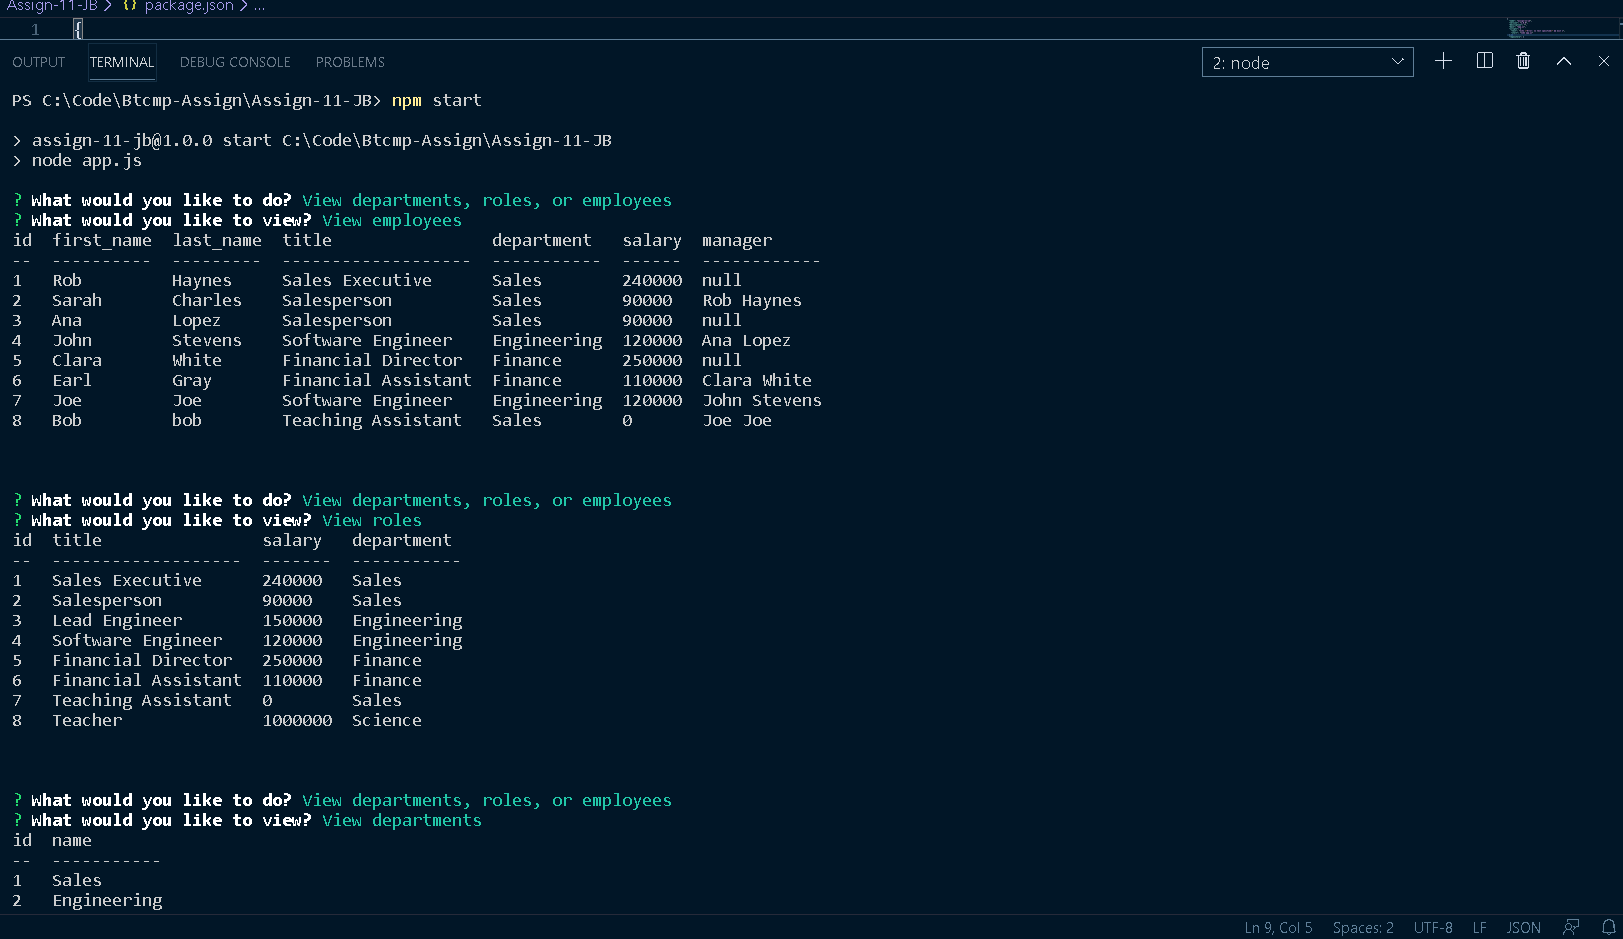 Assign-11-JB > {} package.json > ...
1 {
OUTPUT TERMINAL DEBUG CONSOLE PROBLEMS 2: node
PS C:\Code\Btcmp-Assign\Assign-11-JB> npm start
> assign-11-jb@1.0.0 start C:\Code\Btcmp-Assign\Assign-11-JB
> node app.js
? What would you like to do? View departments, roles, or employees
? What would you like to view? View employees
id  first_name  last_name  title                department   salary  manager
--  ----------  ---------  -------------------  -----------  ------  ------------
1   Rob         Haynes     Sales Executive      Sales        240000  null
2   Sarah       Charles    Salesperson          Sales        90000   Rob Haynes
3   Ana         Lopez      Salesperson          Sales        90000   null
4   John        Stevens    Software Engineer    Engineering  120000  Ana Lopez
5   Clara       White      Financial Director   Finance      250000  null
6   Earl        Gray       Financial Assistant  Finance      110000  Clara White
7   Joe         Joe        Software Engineer    Engineering  120000  John Stevens
8   Bob         bob        Teaching Assistant   Sales        0       Joe Joe
? What would you like to do? View departments, roles, or employees
? What would you like to view? View roles
id  title                salary   department
--  -------------------  -------  -----------
1   Sales Executive      240000   Sales
2   Salesperson          90000    Sales
3   Lead Engineer        150000   Engineering
4   Software Engineer    120000   Engineering
5   Financial Director   250000   Finance
6   Financial Assistant  110000   Finance
7   Teaching Assistant   0        Sales
8   Teacher              1000000  Science
? What would you like to do? View departments, roles, or employees
? What would you like to view? View departments
id  name
--  -----------
1   Sales
2   Engineering
Ln 9, Col 5 Spaces: 2 UTF-8 LF JSON